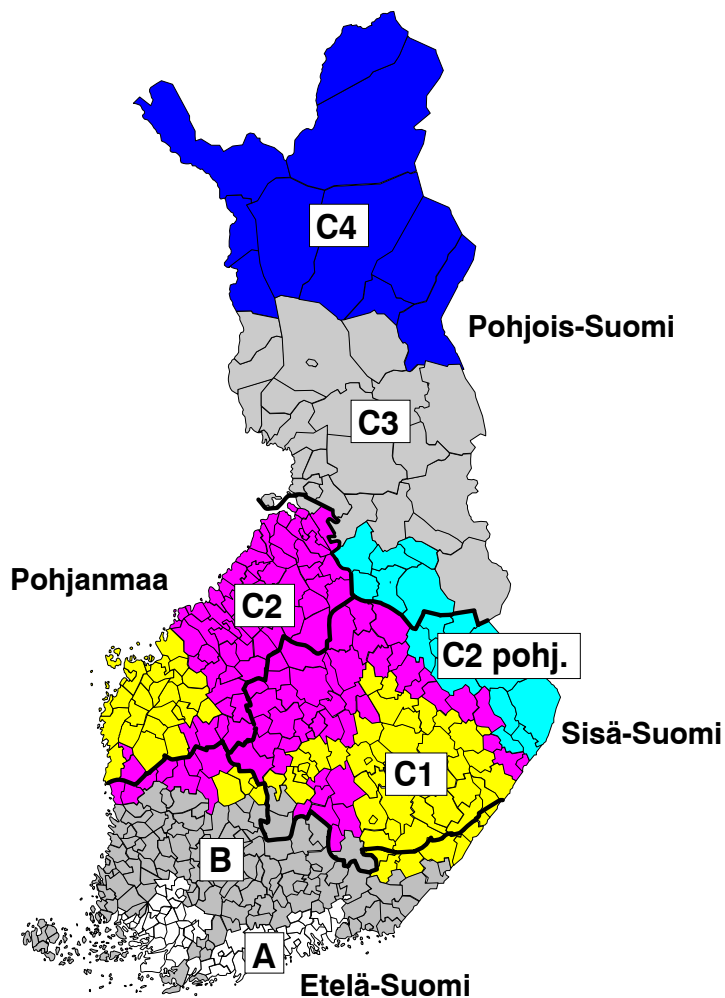 C4
Pohjois-Suomi
C3
Pohjanmaa
C2
C2 pohj.
Sisä-Suomi
C1
B
A
Etelä-Suomi